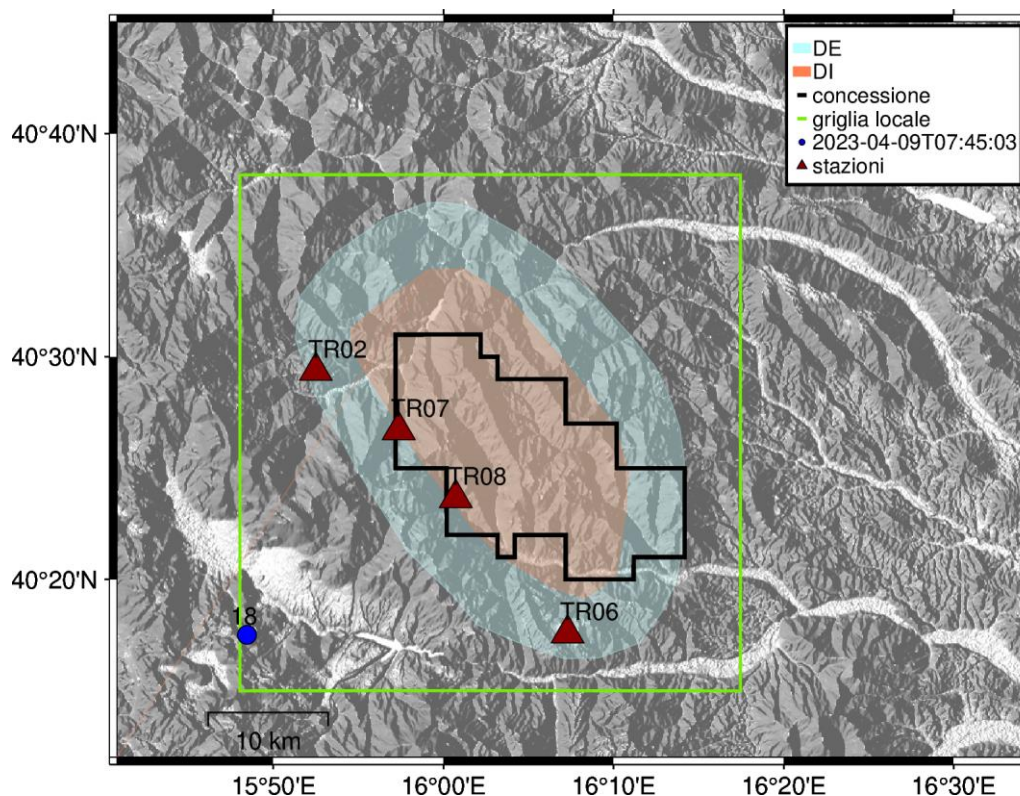 DE
DI
concessione
griglia locale
2023-04-09T07:45:03
stazioni
40°40'N
40°30'N
40°20'N
TR02
TR07
TR08
TR06
18
10 km
15°50'E
16°00'E
16°10'E
16°20'E
16°30'E